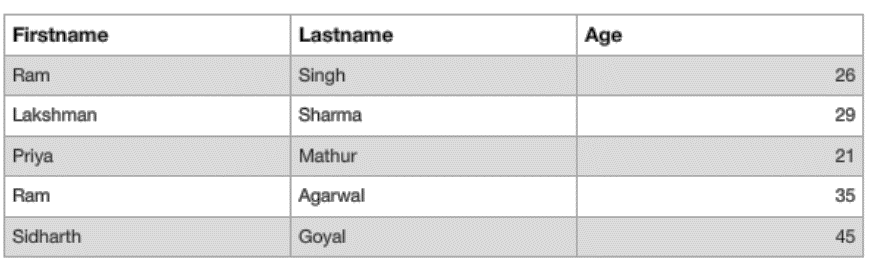 Firstname Lastname Age
Ram Singh 26
Lakshman Sharma 29
Priya Mathur 21
Ram Agarwal 35
Sidharth Goyal 45